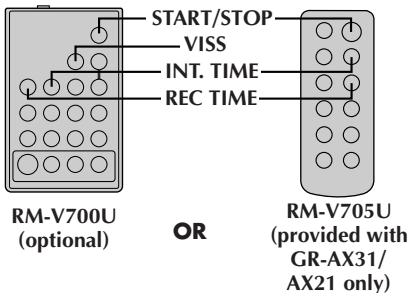 START/STOP
VISS
INT. TIME
REC TIME
RM-V700U
(optional)
OR
RM-V705U
(provided with
GR-AX31/
AX21 only)